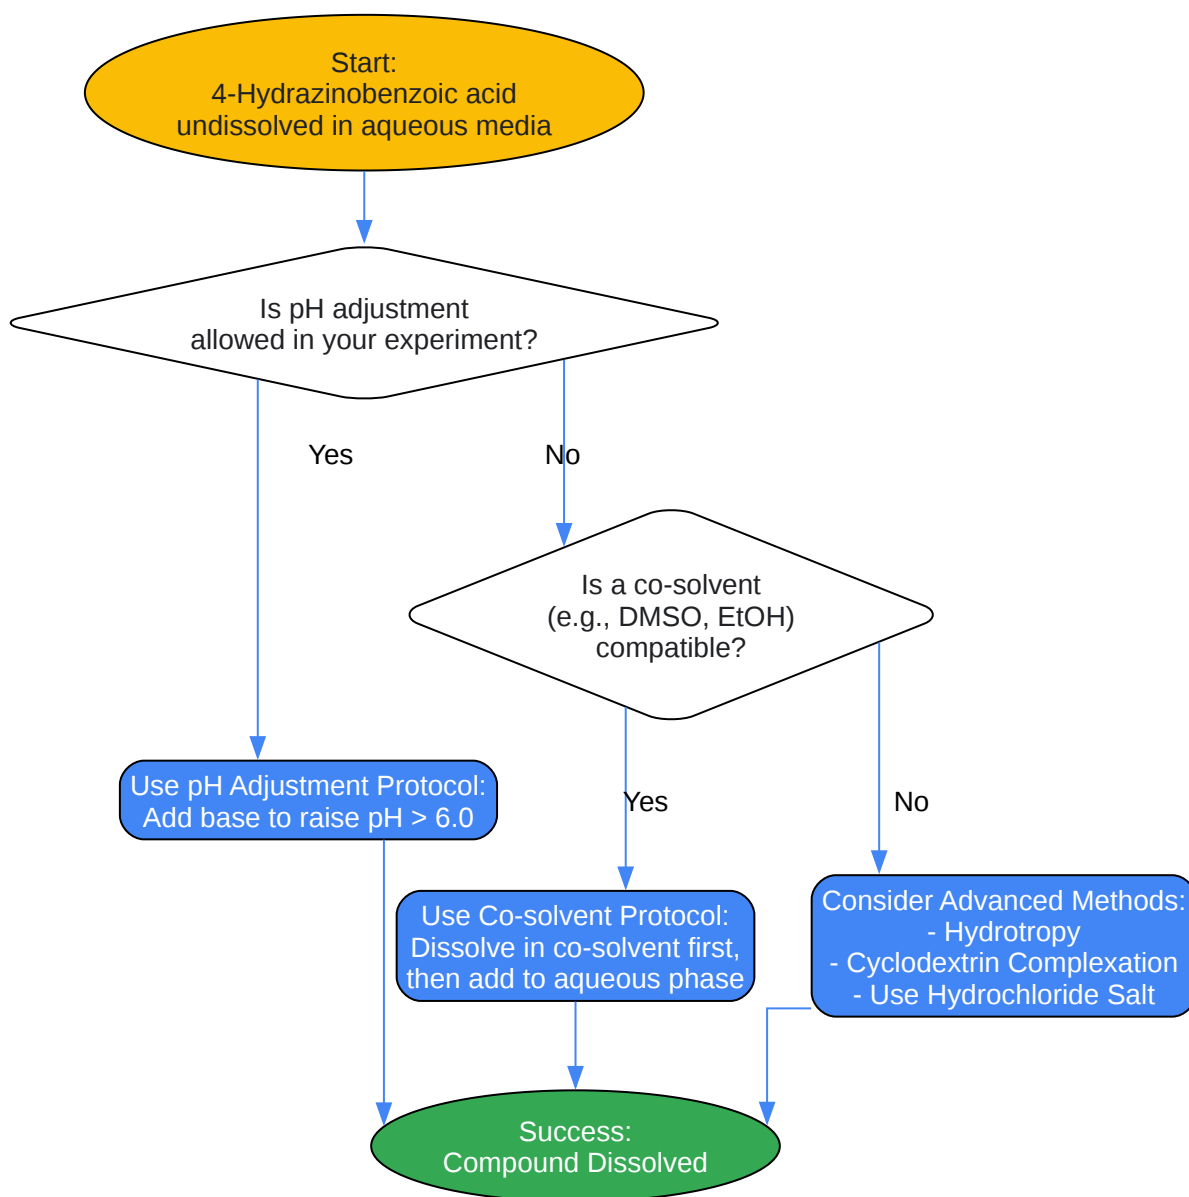 Start:
4-Hydrazinobenzoic acid
undissolved in aqueous media
Is pH adjustment
allowed in your experiment?
Yes
No
Is a co-solvent
(e.g., DMSO, EtOH)
compatible?
Use pH Adjustment Protocol:
Add base to raise pH > 6.0
Yes
No
Use Co-solvent Protocol:
Dissolve in co-solvent first,
then add to aqueous phase
Consider Advanced Methods:
- Hydrotropy
- Cyclodextrin Complexation
- Use Hydrochloride Salt
Success:
Compound Dissolved